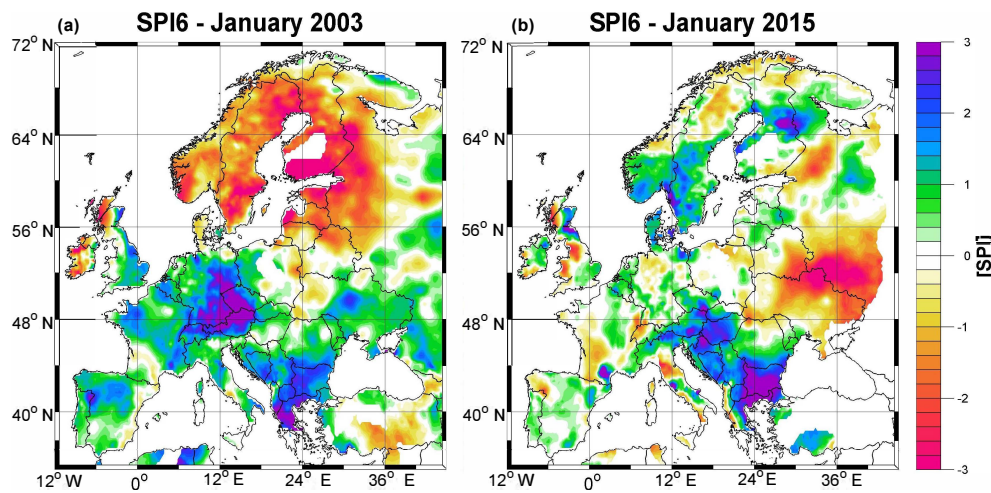 (a) SPI6 - January 2003
(b) SPI6 - January 2015
72° N
64° N
56° N
48° N
40° N
12° W
0°
12° E
24° E
36° E
72° N
64° N
56° N
48° N
40° N
12° W
0°
12° E
24° E
36° E
3
2
1
0
-1
-2
-3
[SPI]